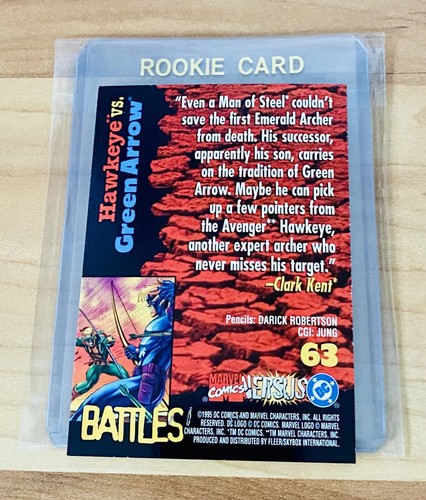 ROOKIE CARD
Hawkeye** vs.
Green Arrow*
"Even a Man of Steel* couldn't
save the first Emerald Archer
from death. His successor,
apparently his son, carries
on the tradition of Green
Arrow. Maybe he can pick
up a few pointers from
the Avenger** Hawkeye,
another expert archer who
never misses his target."
–Clark Kent*
Pencils: DARICK ROBERTSON
CGI: JUNG
63
MARVEL COMICS VERSUS DC
BATTLES
©1995 DC COMICS AND MARVEL CHARACTERS, INC. ALL RIGHTS
RESERVED. DC LOGO © DC COMICS. MARVEL LOGO © MARVEL
CHARACTERS, INC. *TM DC COMICS. **TM MARVEL CHARACTERS, INC.
PRODUCED AND DISTRIBUTED BY FLEER/SKYBOX INTERNATIONAL.